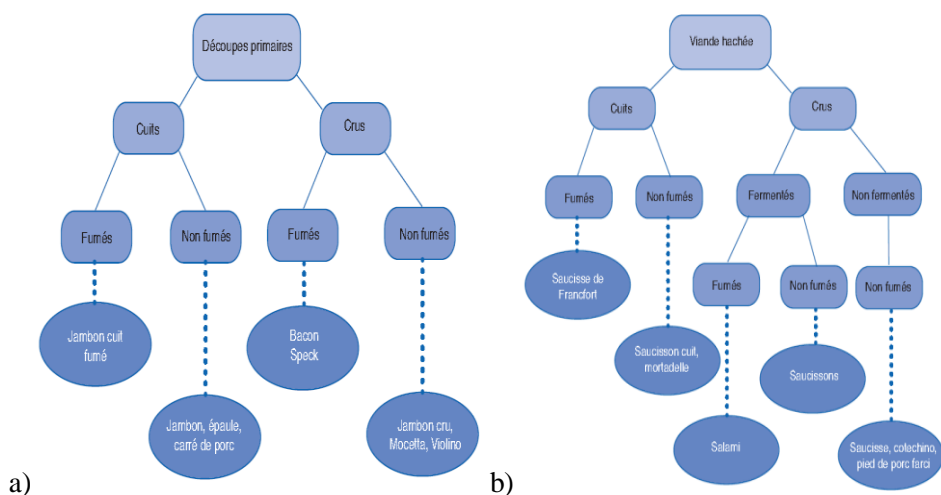 Découpes primaires
Cuits
Crus
Fumés
Non fumés
Fumés
Non fumés
Jambon cuit
fumé
Bacon
Speck
Jambon, épaule,
carré de porc
Jambon cru,
Mocetta, Violino
a)
Viande hachée
Cuits
Crus
Fumés
Non fumés
Fermentés
Non fermentés
Saucisse de
Francfort
Fumés
Non fumés
Non fumés
Saucisson cuit,
mortadelle
Saucissons
Salami
Saucisse, cotechino,
pied de porc farci
b)